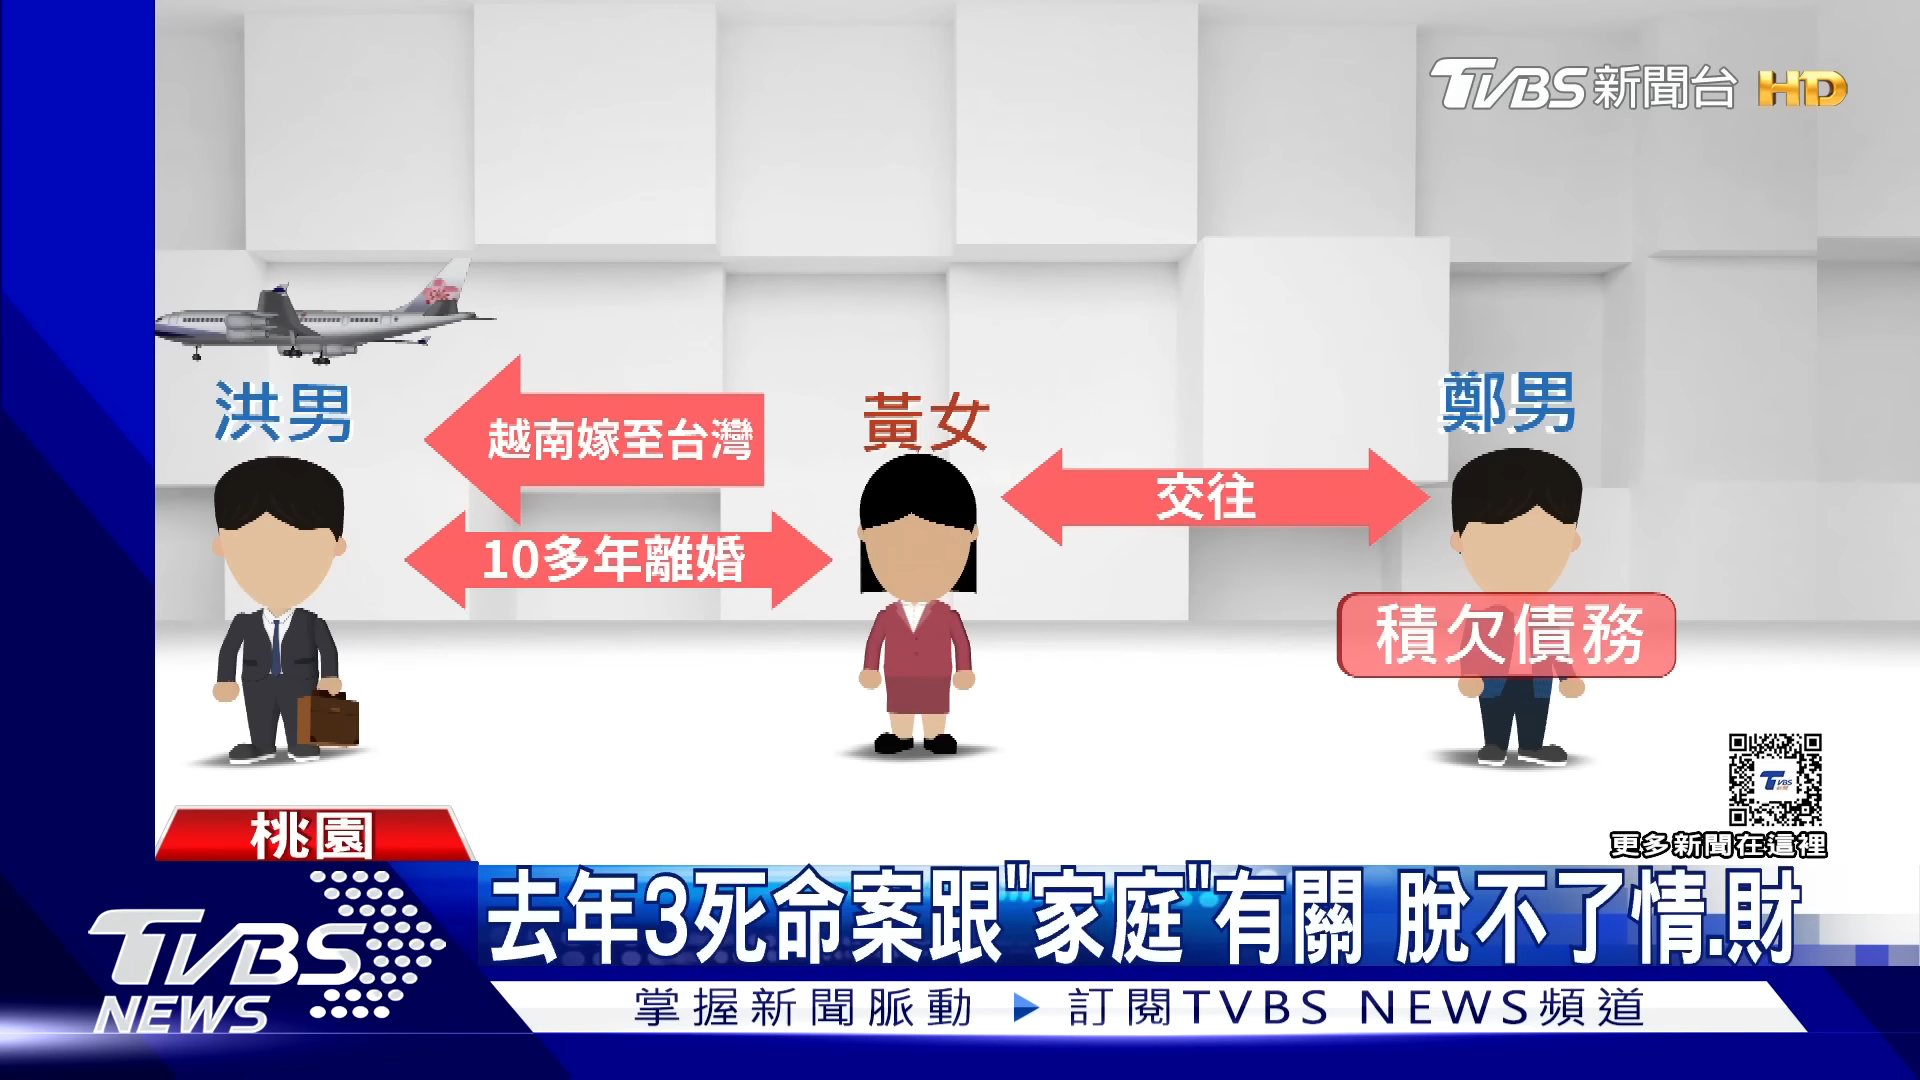 TVBS新聞台 HD
洪男
越南嫁至台灣
10多年離婚
黃女
交往
鄭男
積欠債務
TVBS
新聞
更多新聞在這裡
桃園
去年3死命案跟"家庭"有關 脫不了情.財
TVBS
NEWS
掌握新聞脈動 ▶ 訂閱TVBS NEWS頻道